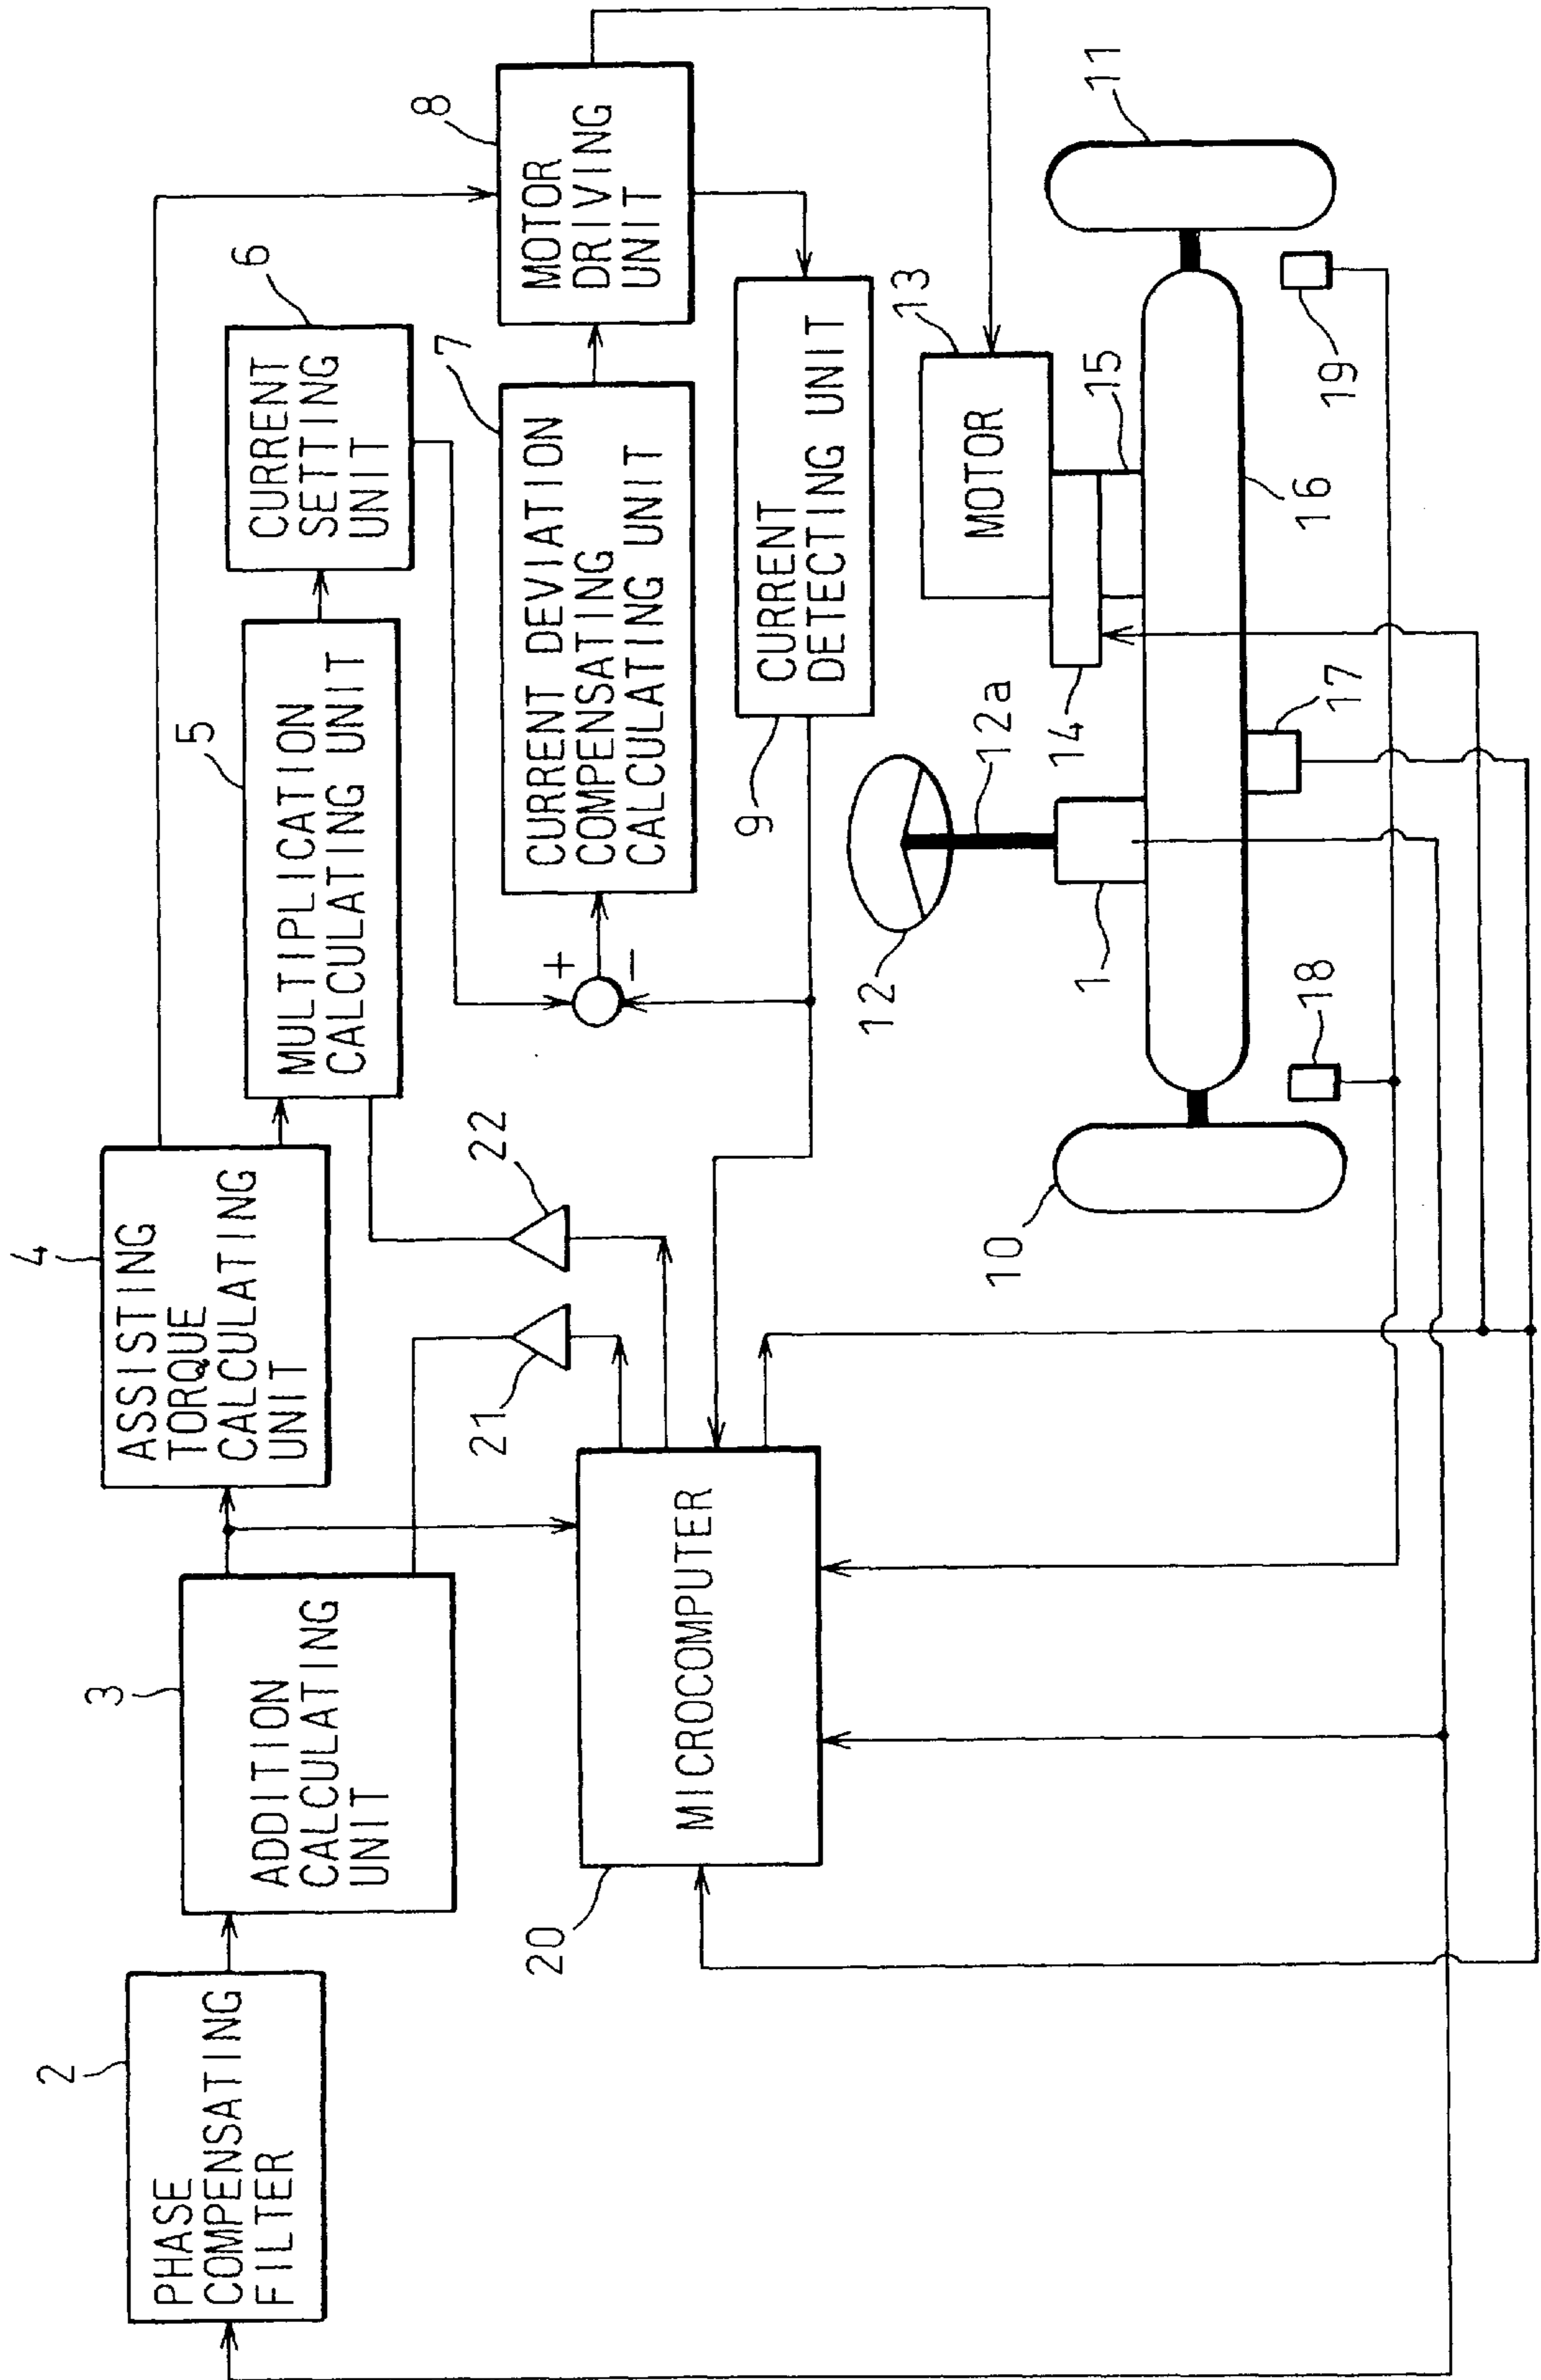 2
PHASE
COMPENSATING
FILTER
3
ADDITION
CALCULATING
UNIT
4
ASSISTING
TORQUE
CALCULATING
UNIT
5
MULTIPLICATION
CALCULATING UNIT
6
CURRENT
SETTING
UNIT
7
CURRENT DEVIATION
COMPENSATING
CALCULATING UNIT
+
−
8
MOTOR
DRIVING
UNIT
9
CURRENT
DETECTING UNIT
20
MICROCOMPUTER
21
22
12
12a
13
MOTOR
14
15
1
10
11
16
17
18
19